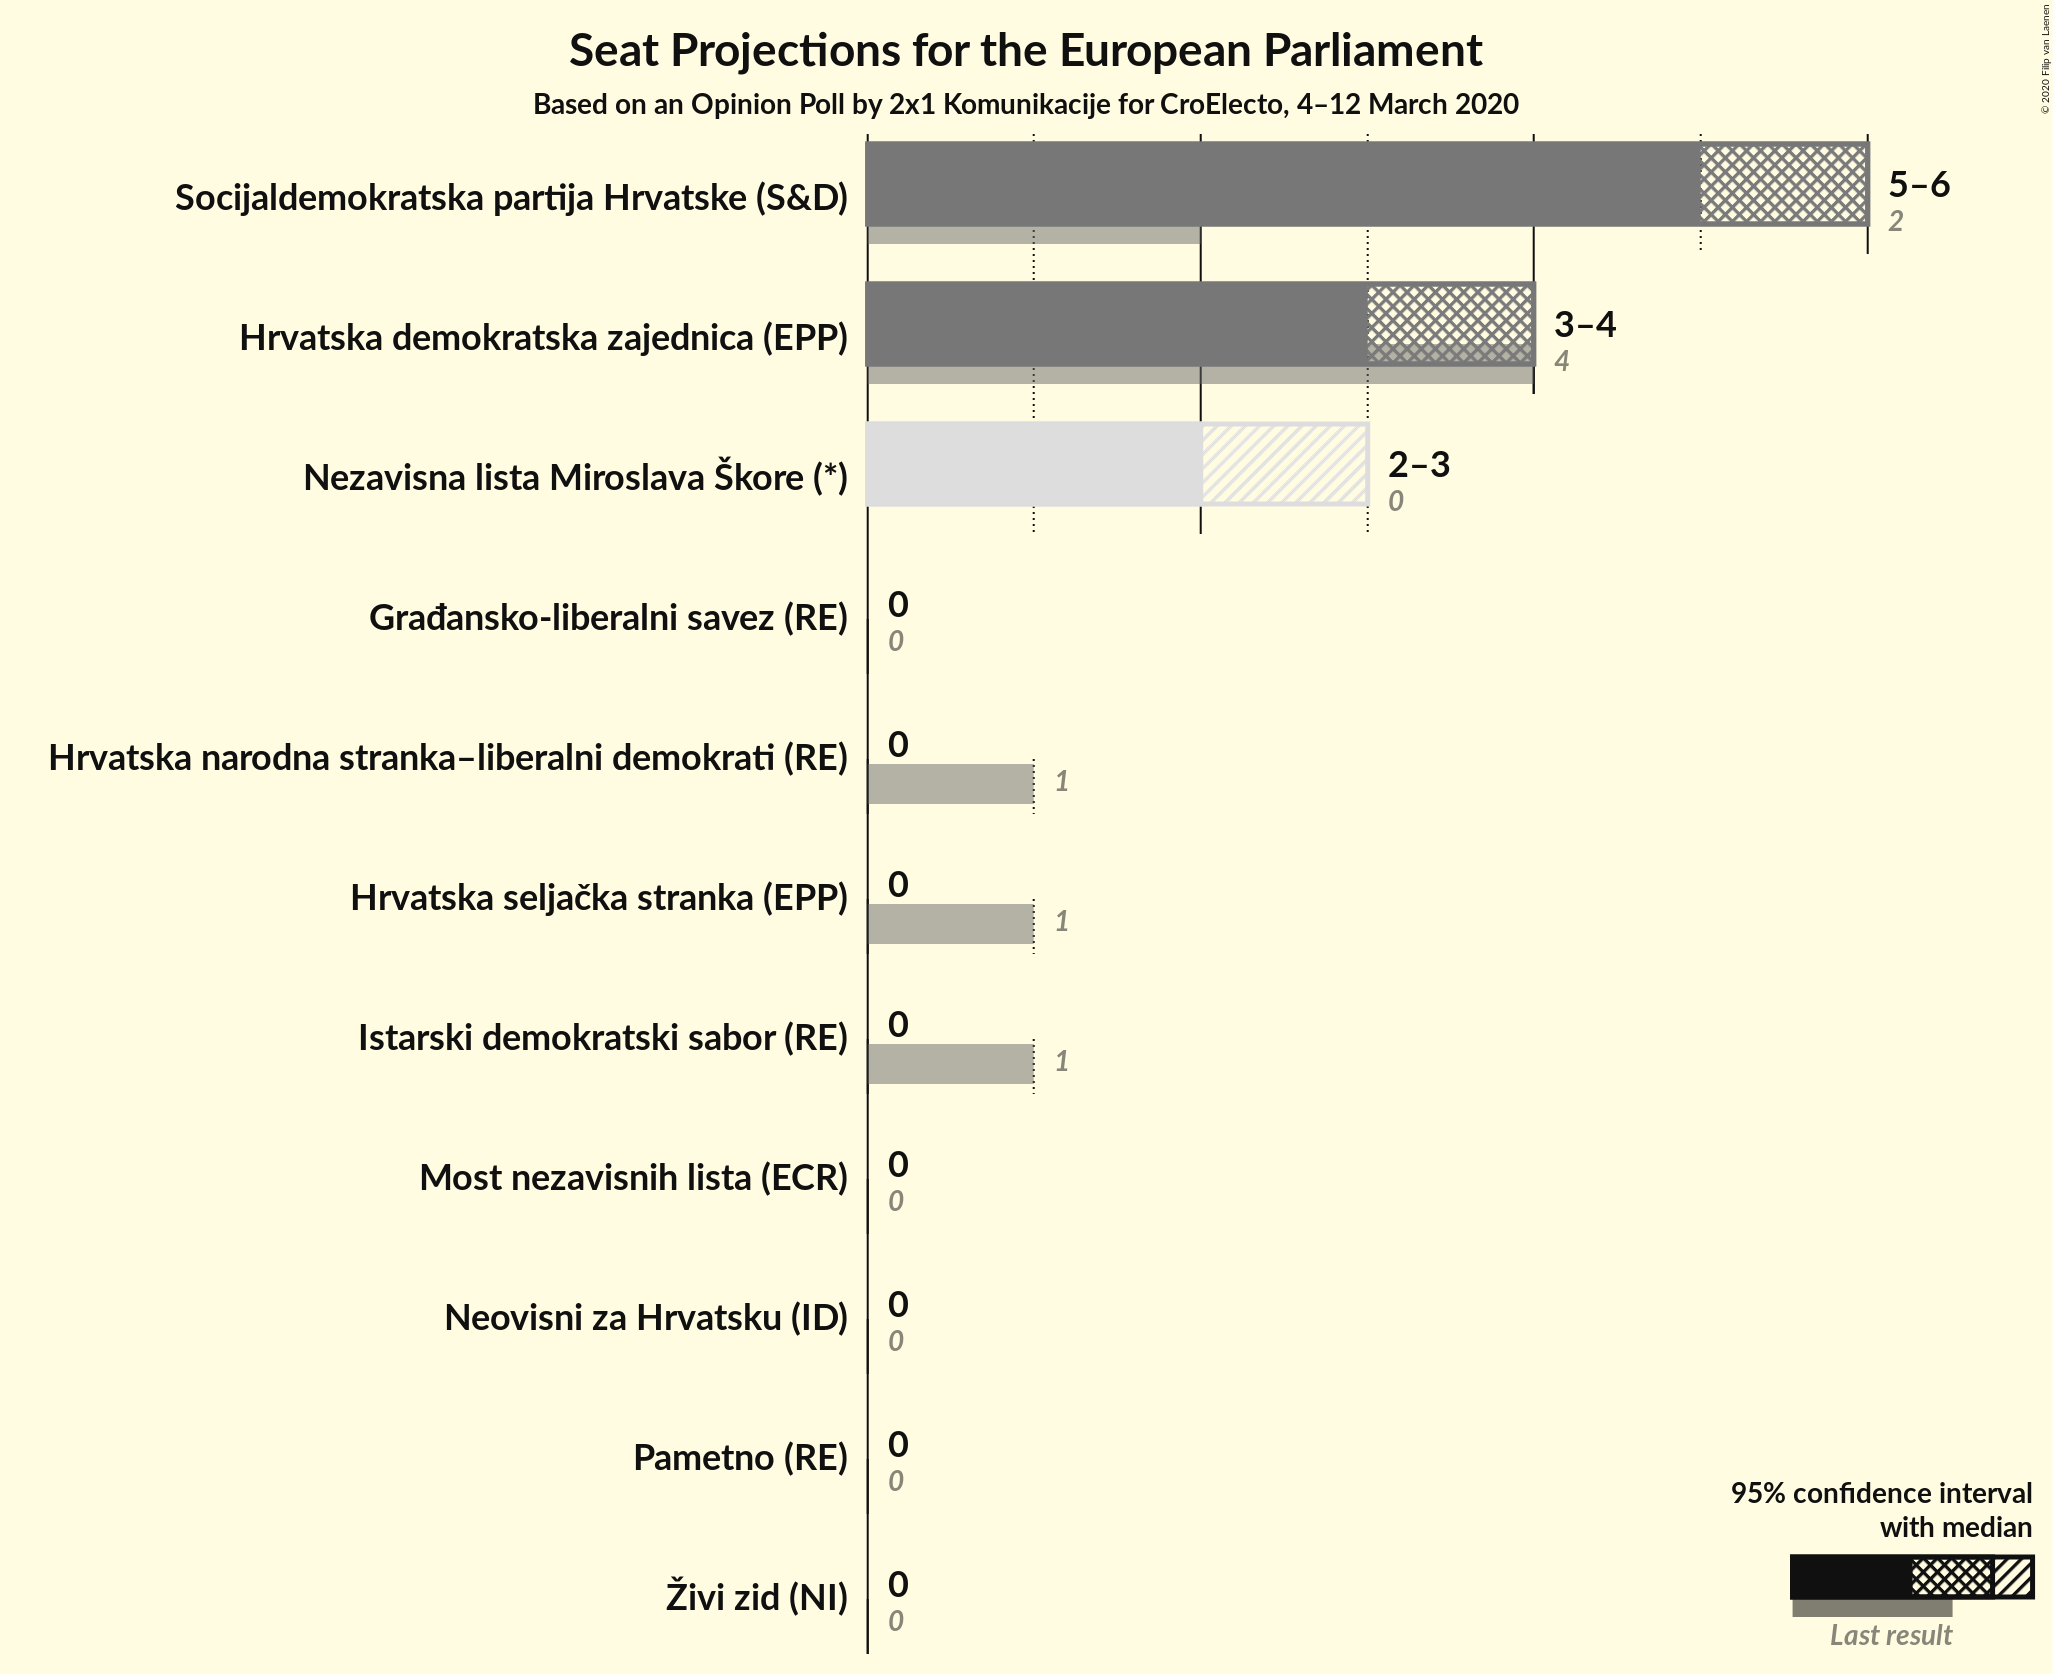 Seat Projections for the European Parliament
Based on an Opinion Poll by 2x1 Komunikacije for CroElecto, 4–12 March 2020
© 2020 Filip van Laenen
Socijaldemokratska partija Hrvatske (S&D)
5–6
2
Hrvatska demokratska zajednica (EPP)
3–4
4
Nezavisna lista Miroslava Škore (*)
2–3
0
Građansko-liberalni savez (RE)
0
0
Hrvatska narodna stranka–liberalni demokrati (RE)
0
1
Hrvatska seljačka stranka (EPP)
0
1
Istarski demokratski sabor (RE)
0
1
Most nezavisnih lista (ECR)
0
0
Neovisni za Hrvatsku (ID)
0
0
Pametno (RE)
0
0
Živi zid (NI)
0
0
95% confidence interval
with median
Last result